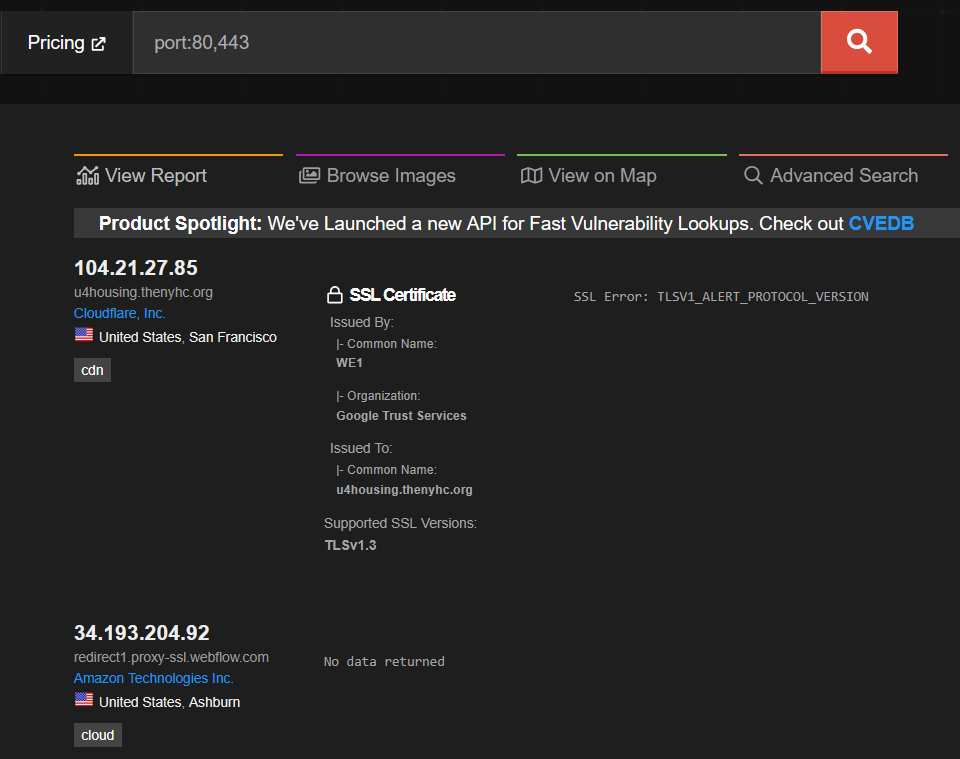 Pricing
port:80,443
View Report
Browse Images
View on Map
Advanced Search
Product Spotlight: We've Launched a new API for Fast Vulnerability Lookups. Check out CVEDB
104.21.27.85
u4housing.thenyhc.org
Cloudflare, Inc.
United States, San Francisco
cdn
SSL Certificate
Issued By:
|- Common Name:
WE1
|- Organization:
Google Trust Services
Issued To:
|- Common Name:
u4housing.thenyhc.org
Supported SSL Versions:
TLSv1.3
SSL Error: TLSV1_ALERT_PROTOCOL_VERSION
34.193.204.92
redirect1.proxy-ssl.webflow.com
Amazon Technologies Inc.
United States, Ashburn
cloud
No data returned